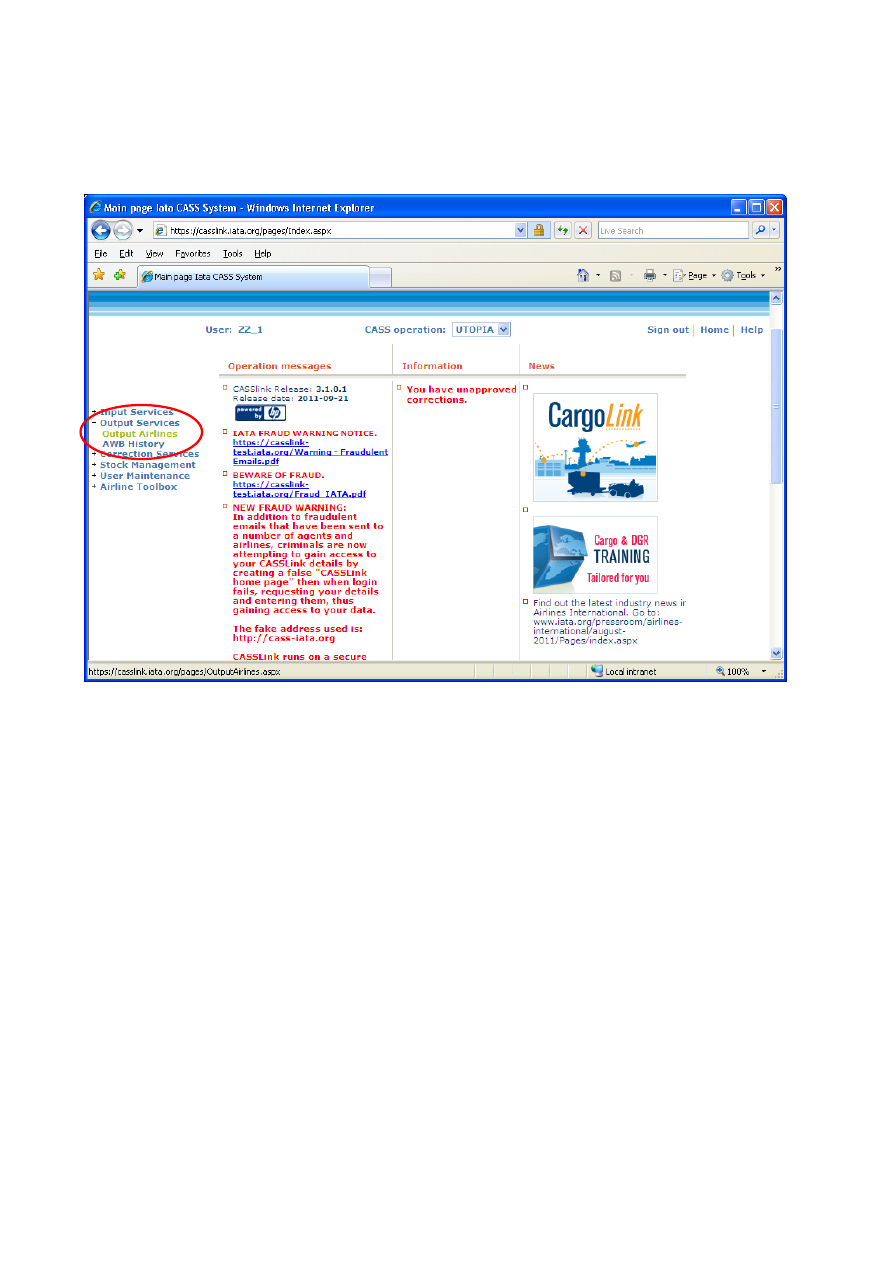 Main page Iata CASS System - Windows Internet Explorer
https://casslink.iata.org/pages/Index.aspx
Live Search
File Edit View Favorites Tools Help
Main page Iata CASS System
Page
Tools
User: ZZ_1
CASS operation: UTOPIA
Sign out
Home
Help
+ Input Services
- Output Services
Output Airlines
AWB History
+ Correction Services
+ Stock Management
+ User Maintenance
+ Airline Toolbox
Operation messages
CASSlink Release: 3.1.0.1
Release date: 2011-09-21
powered by hp
IATA FRAUD WARNING NOTICE.
https://casslink-
test.iata.org/Warning - Fraudulent
Emails.pdf
BEWARE OF FRAUD.
https://casslink-
test.iata.org/Fraud_IATA.pdf
NEW FRAUD WARNING:
In addition to fraudulent
emails that have been sent to
a number of agents and
airlines, criminals are now
attempting to gain access to
your CASSLink details by
creating a false "CASSLink
home page" then when login
fails, requesting your details
and entering them, thus
gaining access to your data.
The fake address used is:
http://cass-iata.org
CASSLink runs on a secure
Information
You have unapproved
corrections.
News
CargoLink
Cargo & DGR
TRAINING
Tailored for you
Find out the latest industry news in
Airlines International. Go to:
www.iata.org/pressroom/airlines-
international/august-
2011/Pages/index.aspx
https://casslink.iata.org/pages/OutputAirlines.aspx
Local intranet
100%